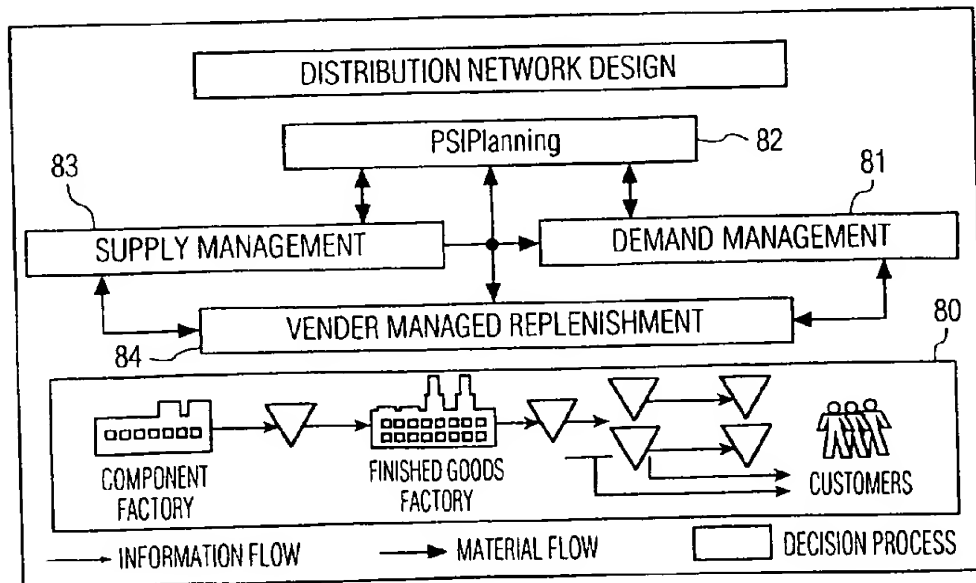 DISTRIBUTION NETWORK DESIGN
PSIPlanning
82
83
81
SUPPLY MANAGEMENT
DEMAND MANAGEMENT
VENDER MANAGED REPLENISHMENT
84
80
COMPONENT
FACTORY
FINISHED GOODS
FACTORY
CUSTOMERS
INFORMATION FLOW
MATERIAL FLOW
DECISION PROCESS